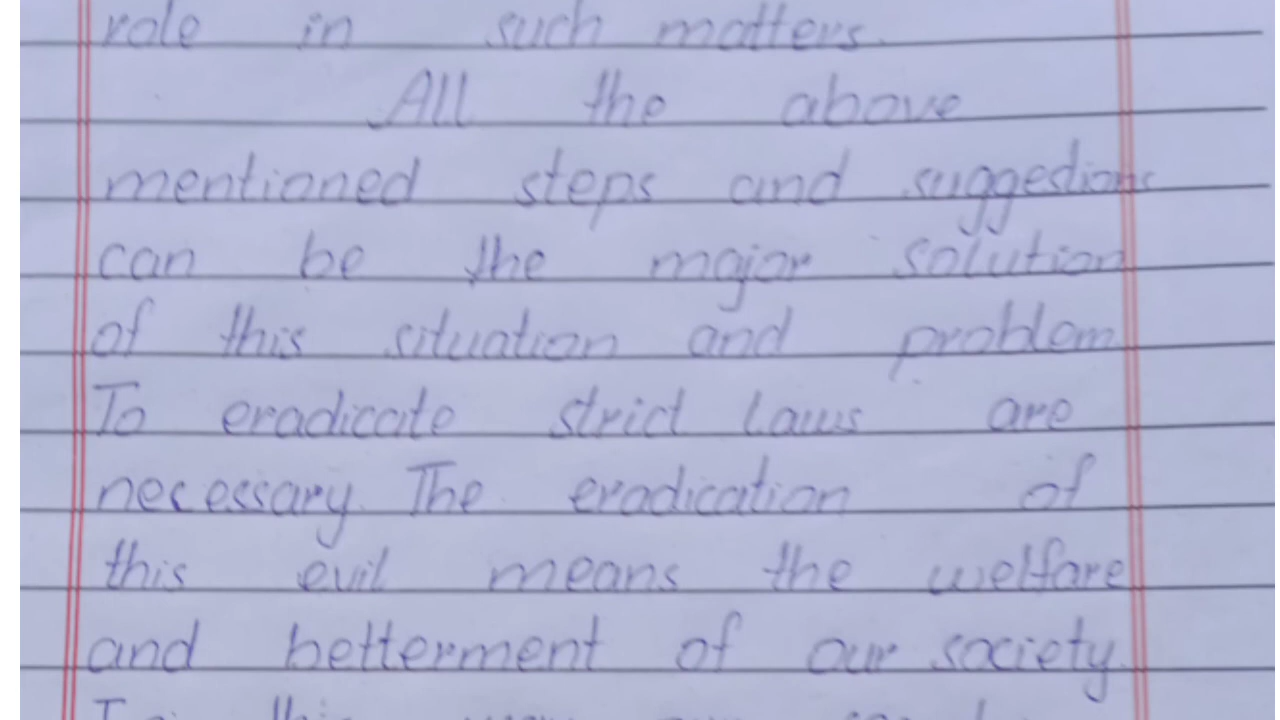 role in such matters.
All the above
mentioned steps and suggestions
can be the major solution
of this situation and problem
To eradicate strict laws are
necessary. The eradication of
this evil means the welfare
and betterment of our society.